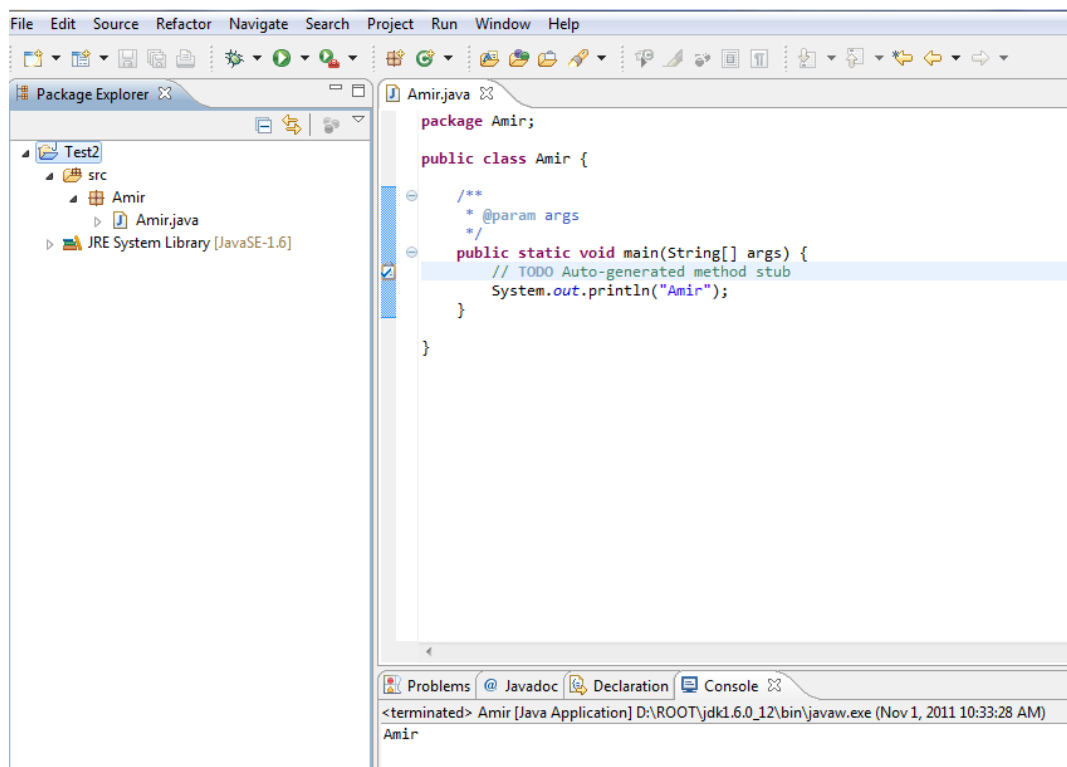 File Edit Source Refactor Navigate Search Project Run Window Help
Package Explorer
Test2
src
Amir
Amir.java
JRE System Library [JavaSE-1.6]
Amir.java
package Amir;
public class Amir {
/**
* @param args
*/
public static void main(String[] args) {
// TODO Auto-generated method stub
System.out.println("Amir");
}
}
Problems @ Javadoc Declaration Console
<terminated> Amir [Java Application] D:\ROOT\jdk1.6.0_12\bin\javaw.exe (Nov 1, 2011 10:33:28 AM)
Amir